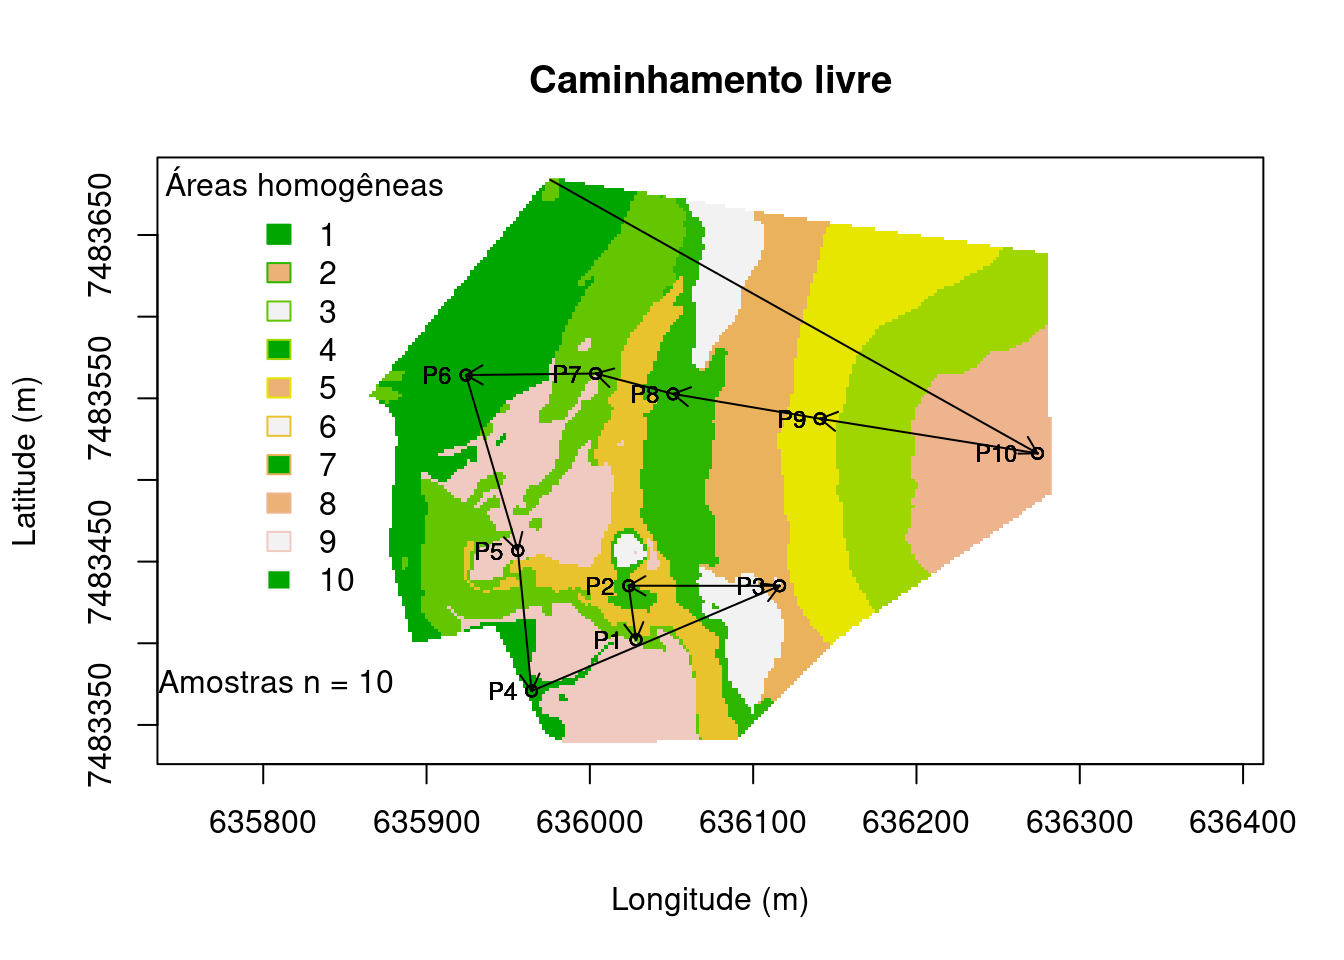 Caminhamento livre
Áreas homogêneas
1
2
3
4
5
6
7
8
9
10
Amostras n = 10
P6
P7
P8
P9
P10
P5
P2
P3
P1
P4
Latitude (m)
7483350
7483450
7483550
7483650
635800
635900
636000
636100
636200
636300
636400
Longitude (m)